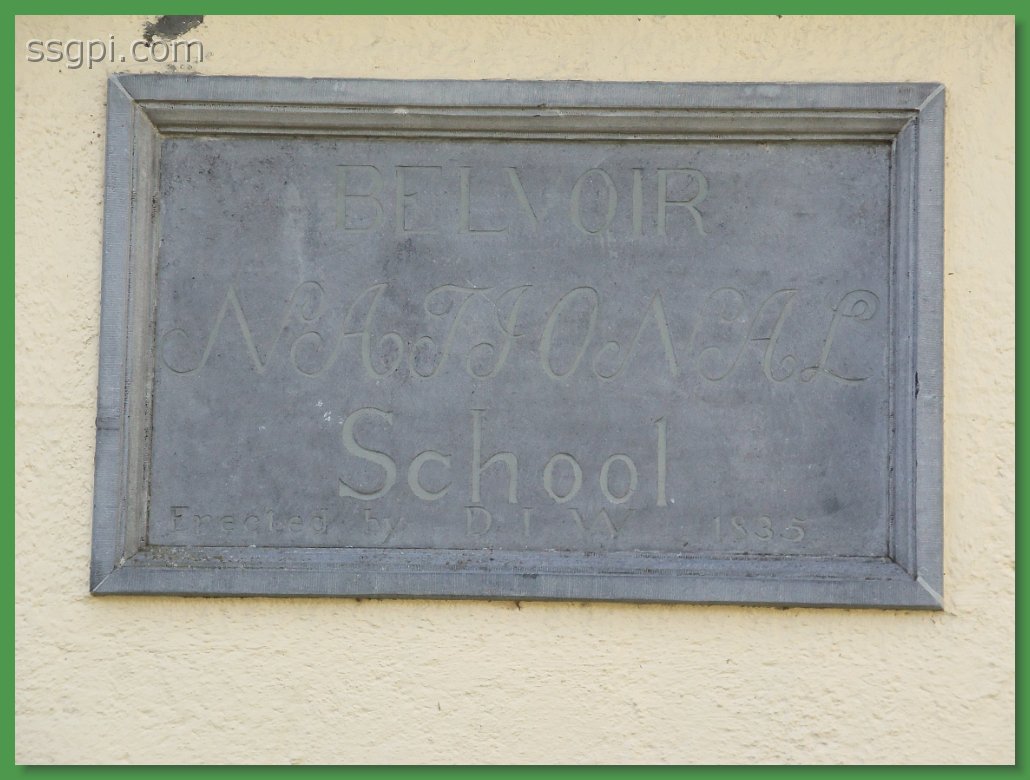 ssgpi.com
BELVOIR
NATIONAL
School
Erected by D. I. W 1835